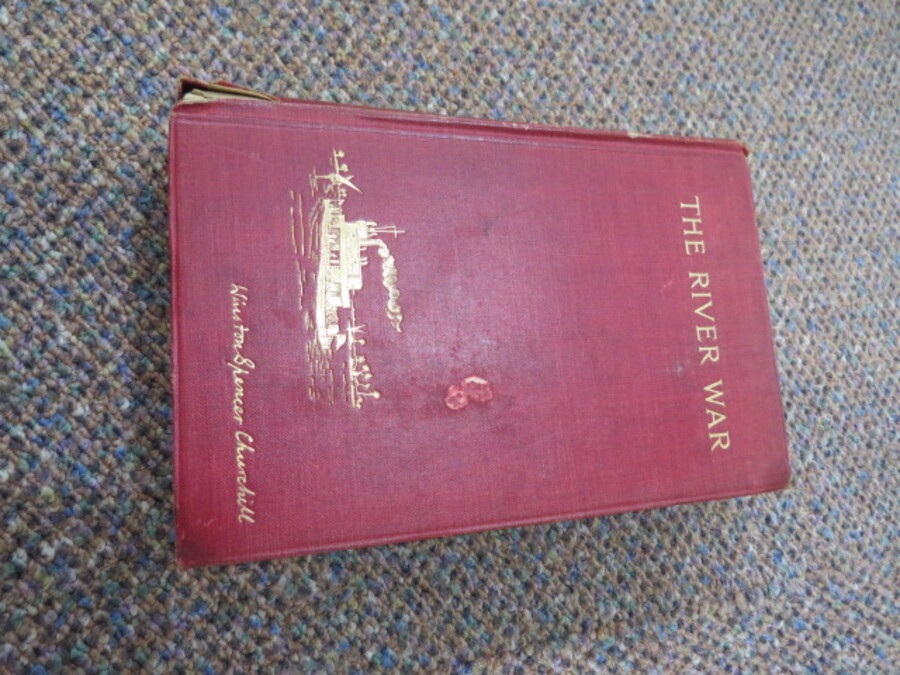 THE RIVER WAR
Winston Spencer Churchill